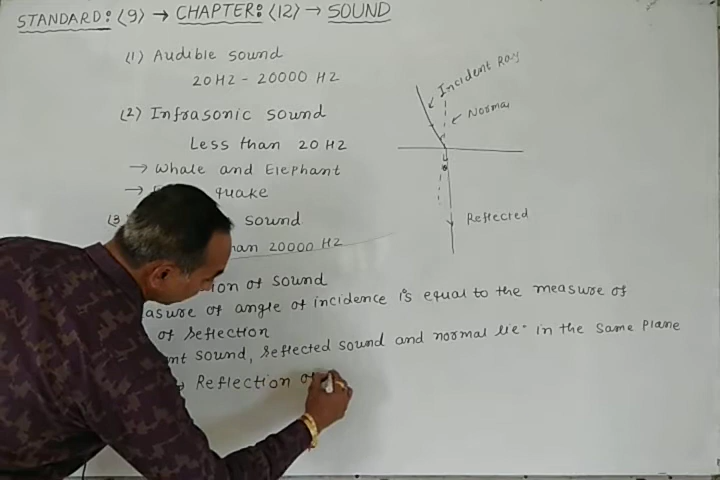 STANDARD: (9) → CHAPTER: (12) → SOUND
(1) Audible sound
20 HZ - 20000 HZ
(2) Infrasonic sound
Less than 20 HZ
→ Whale and Elephant
→ quake
(3 sound
han 20000 HZ
ion of sound
asure of angle of incidence is equal to the measure of
of reflection
nt sound, reflected sound and normal lie in the same plane
→ Reflection of
Incident Ray
Normal
Reflected